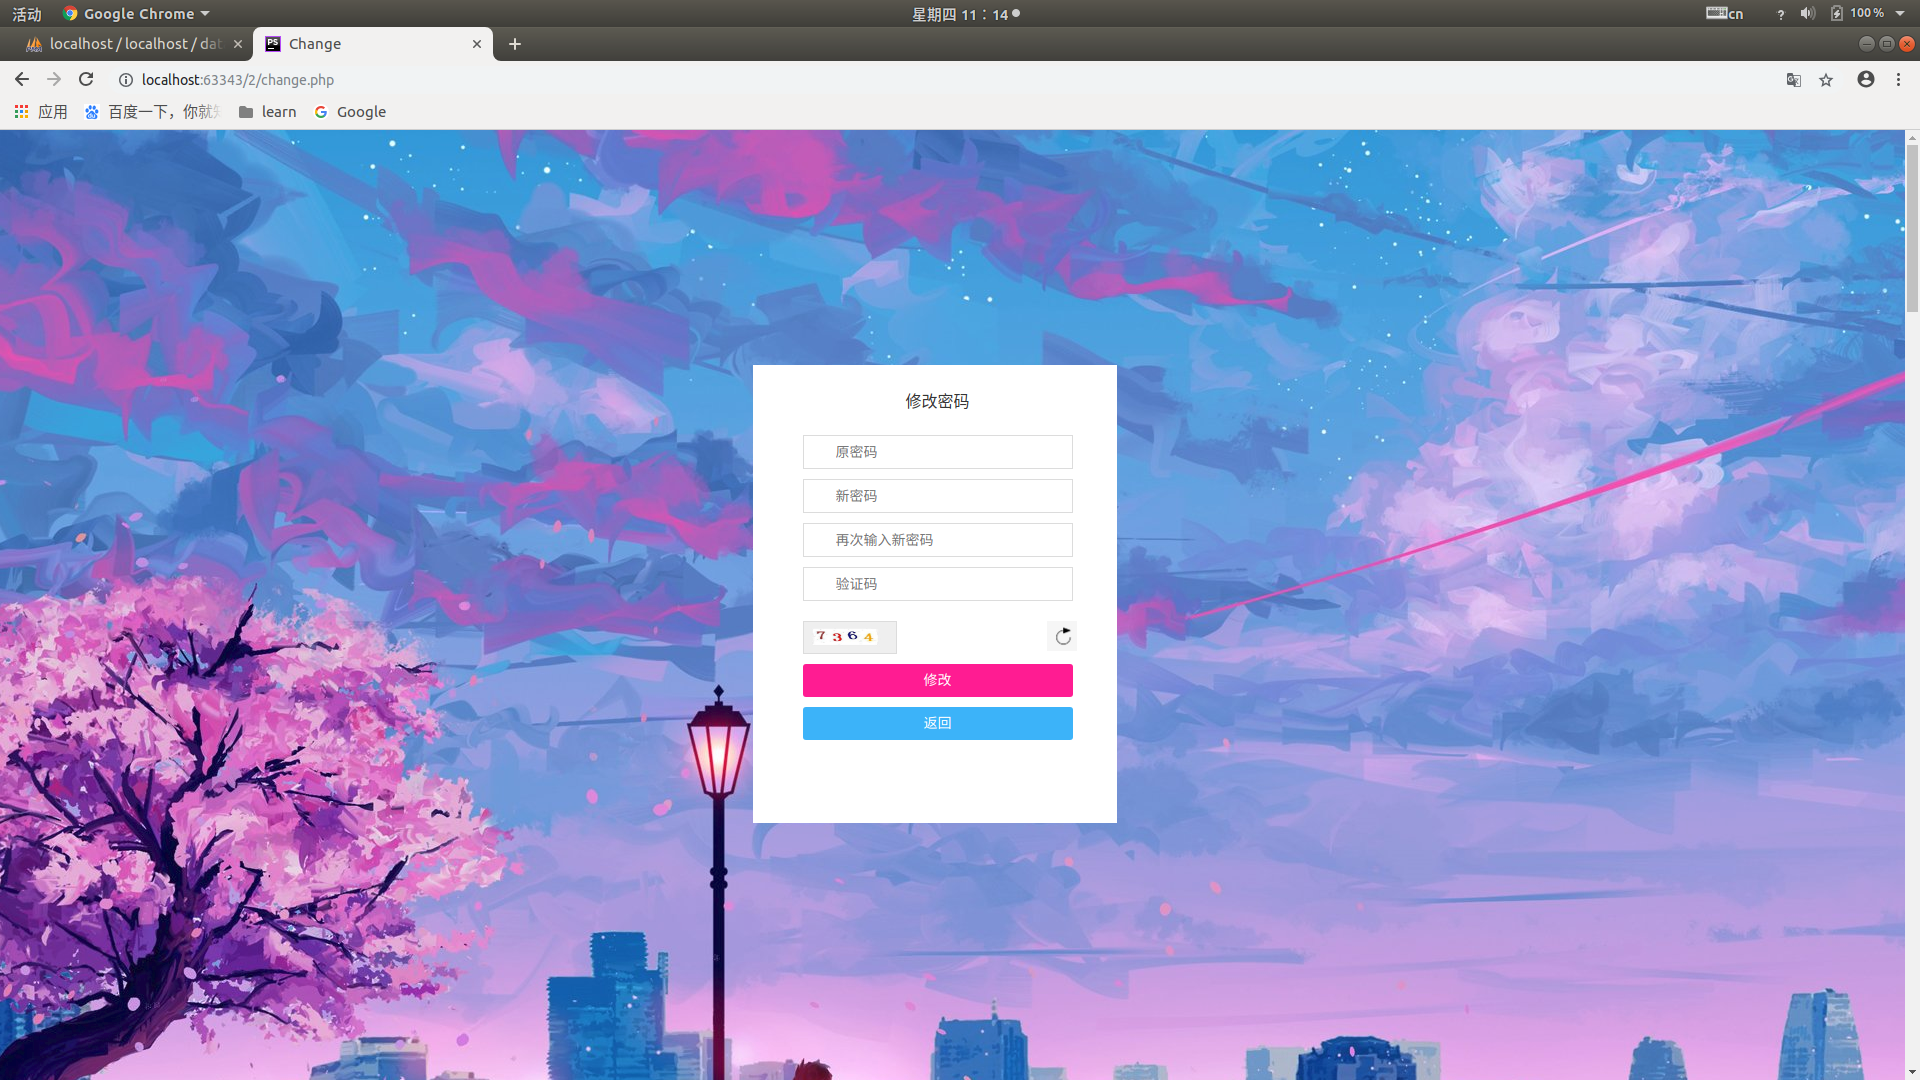 活动 Google Chrome 星期四 11：14 cn ? 100 %
localhost / localhost / dat
PS Change
localhost:63343/2/change.php
应用 百度一下，你就知 learn Google
修改密码
原密码
新密码
再次输入新密码
验证码
7 3 6 4
修改
返回